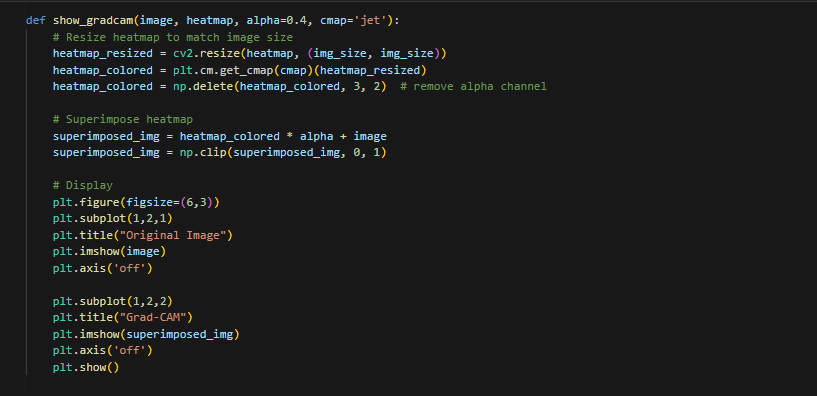 def show_gradcam(image, heatmap, alpha=0.4, cmap='jet'):
    # Resize heatmap to match image size
    heatmap_resized = cv2.resize(heatmap, (img_size, img_size))
    heatmap_colored = plt.cm.get_cmap(cmap)(heatmap_resized)
    heatmap_colored = np.delete(heatmap_colored, 3, 2)  # remove alpha channel

    # Superimpose heatmap
    superimposed_img = heatmap_colored * alpha + image
    superimposed_img = np.clip(superimposed_img, 0, 1)

    # Display
    plt.figure(figsize=(6,3))
    plt.subplot(1,2,1)
    plt.title("Original Image")
    plt.imshow(image)
    plt.axis('off')

    plt.subplot(1,2,2)
    plt.title("Grad-CAM")
    plt.imshow(superimposed_img)
    plt.axis('off')
    plt.show()